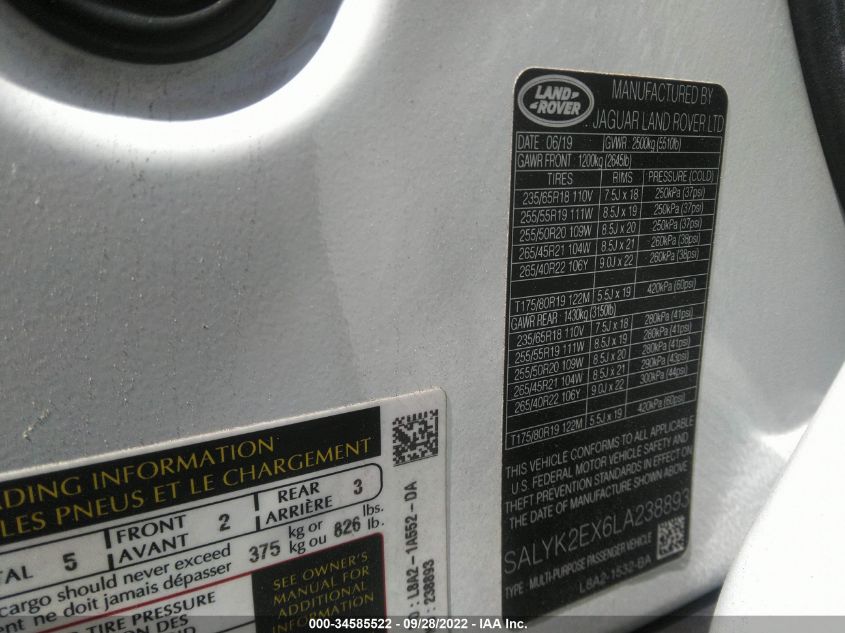 LAND ROVER
MANUFACTURED BY
JAGUAR LAND ROVER LTD
DATE 06/19 GVWR 2500kg (5510lb)
GAWR FRONT : 1200kg (2645lb)
TIRES RIMS PRESSURE (COLD)
235/65R18 110V 7.5J x 18 250kPa (37psi)
255/55R19 111W 8.5J x 19 250kPa (37psi)
255/50R20 109W 8.5J x 20 250kPa (37psi)
265/45R21 104W 8.5J x 21 260kPa (38psi)
265/40R22 106Y 9.0J x 22 260kPa (38psi)
T175/80R19 122M 5.5J x 19 420kPa (60psi)
GAWR REAR : 1430kg (3150lb)
235/65R18 110V 7.5J x 18 280kPa (41psi)
255/55R19 111W 8.5J x 19 280kPa (41psi)
255/50R20 109W 8.5J x 20 280kPa (41psi)
265/45R21 104W 8.5J x 21 290kPa (43psi)
265/40R22 106Y 9.0J x 22 300kPa (44psi)
T175/80R19 122M 5.5J x 19 420kPa (60psi)
THIS VEHICLE CONFORMS TO ALL APPLICABLE
U.S. FEDERAL MOTOR VEHICLE SAFETY AND
THEFT PREVENTION STANDARDS IN EFFECT ON
THE DATE OF MANUFACTURE SHOWN ABOVE
SALYK2EX6LA238893
TYPE : MULTI-PURPOSE PASSENGER VEHICLE
L8A2-1532-BA
ADING INFORMATION
LES PNEUS ET LE CHARGEMENT
TAL 5 FRONT AVANT 2 REAR ARRIÈRE 3
cargo should never exceed 375 kg or 826 lbs.
ent ne doit jamais dépasser kg ou lb.
TIRE PRESSURE
ION DES
SEE OWNER'S
MANUAL FOR
ADDITIONAL
INFORMATION
: L8A2-1A552-DA
: 238893
000-34585522 - 09/28/2022 - IAA Inc.